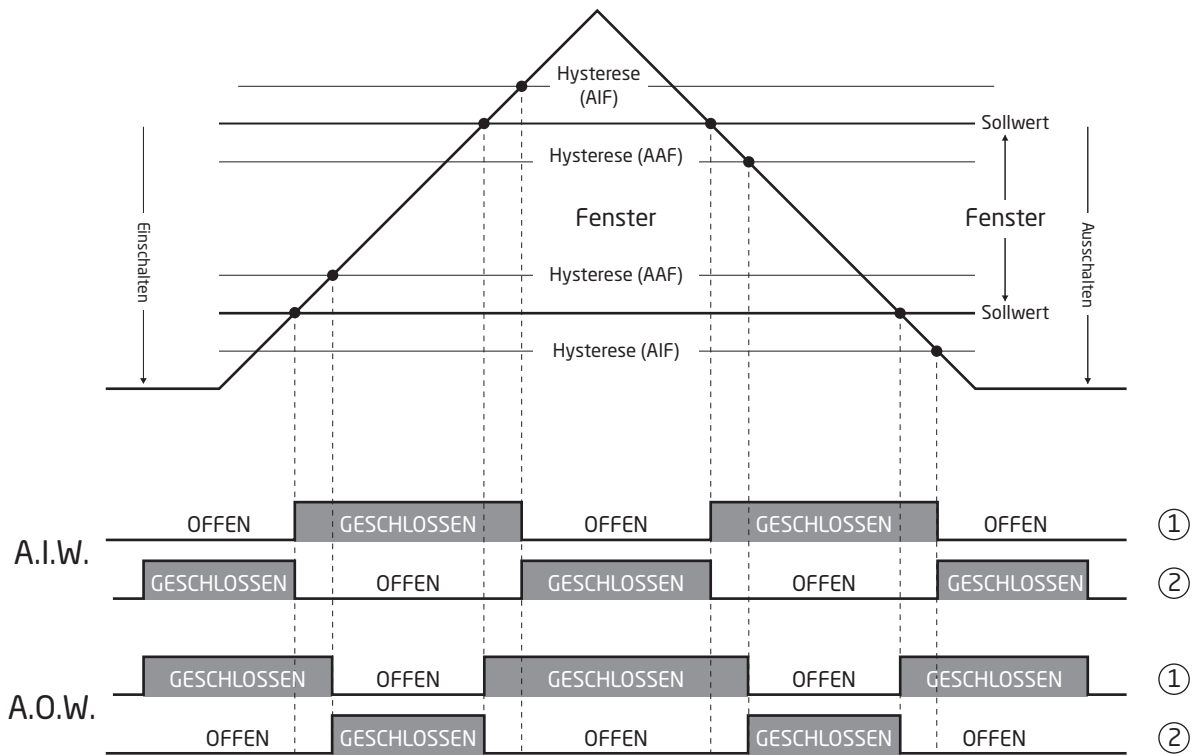 Hysterese
(AIF)
Sollwert
Hysterese (AAF)
Einschalten
Fenster
Fenster
Ausschalten
Hysterese (AAF)
Sollwert
Hysterese (AIF)
A.I.W.
OFFEN GESCHLOSSEN OFFEN GESCHLOSSEN OFFEN ①
GESCHLOSSEN OFFEN GESCHLOSSEN OFFEN GESCHLOSSEN ②
A.O.W.
GESCHLOSSEN OFFEN GESCHLOSSEN OFFEN GESCHLOSSEN ①
OFFEN GESCHLOSSEN OFFEN GESCHLOSSEN OFFEN ②